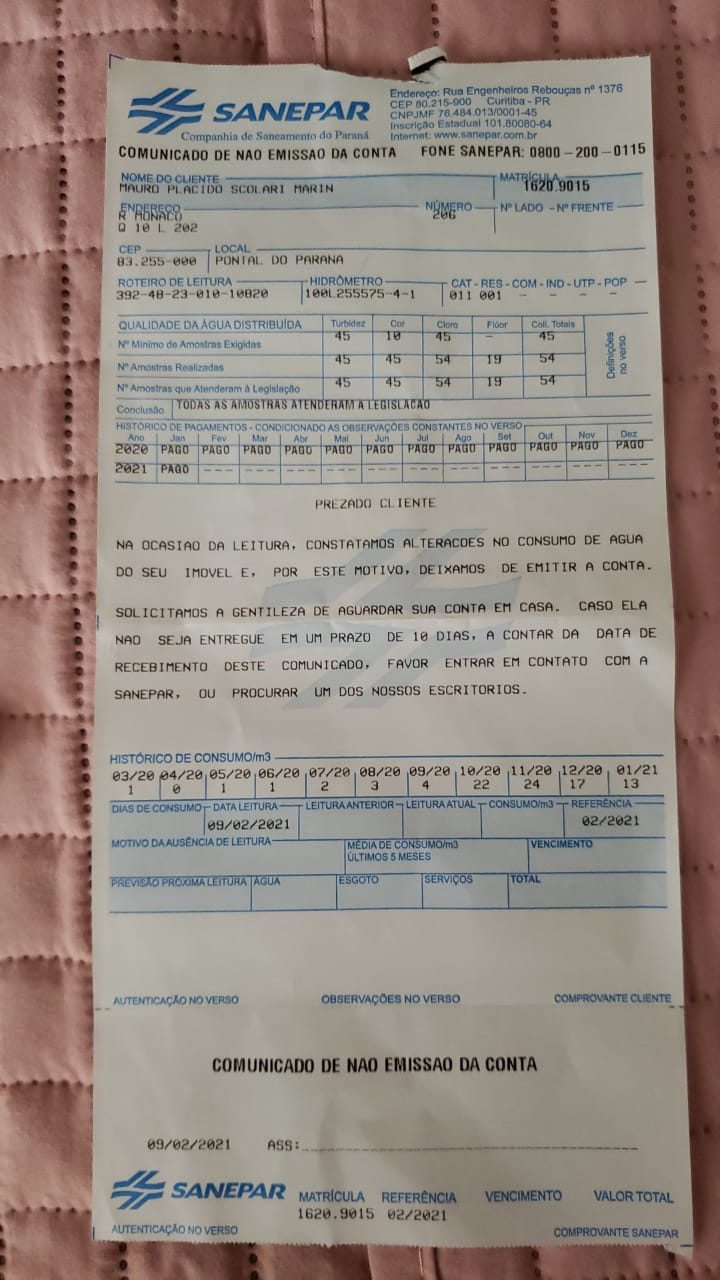 SANEPAR
Companhia de Saneamento do Paraná
Endereço: Rua Engenheiros Rebouças nº 1376
CEP 80.215-900 Curitiba - PR
CNPJMF 76.484.013/0001-45
Inscrição Estadual 101.80080-64
Internet: www.sanepar.com.br
COMUNICADO DE NAO EMISSAO DA CONTA FONE SANEPAR: 0800-200-0115
NOME DO CLIENTE MATRÍCULA
MAURO PLACIDO SCOLARI MARIN 1620.9015
ENDEREÇO NÚMERO Nº LADO - Nº FRENTE
R MONACO 206
Q 10 L 202
CEP LOCAL
83.255-000 PONTAL DO PARANA
ROTEIRO DE LEITURA HIDRÔMETRO CAT - RES - COM - IND - UTP - POP
392-48-23-010-10820 100L255575-4-1 011 001 - - - -
QUALIDADE DA ÁGUA DISTRIBUÍDA Turbidez Cor Cloro Flúor Coli. Totais Definições no verso
Nº Mínimo de Amostras Exigidas 45 10 45 - 45
Nº Amostras Realizadas 45 45 54 19 54
Nº Amostras que Atenderam à Legislação 45 45 54 19 54
Conclusão TODAS AS AMOSTRAS ATENDERAM A LEGISLACAO
HISTÓRICO DE PAGAMENTOS - CONDICIONADO AS OBSERVAÇÕES CONSTANTES NO VERSO
Ano Jan Fev Mar Abr Mai Jun Jul Ago Set Out Nov Dez
2020 PAGO PAGO PAGO PAGO PAGO PAGO PAGO PAGO PAGO PAGO PAGO PAGO
2021 PAGO --- --- --- --- --- --- --- --- --- --- ---
PREZADO CLIENTE
NA OCASIAO DA LEITURA, CONSTATAMOS ALTERACOES NO CONSUMO DE AGUA
DO SEU IMOVEL E, POR ESTE MOTIVO, DEIXAMOS DE EMITIR A CONTA.
SOLICITAMOS A GENTILEZA DE AGUARDAR SUA CONTA EM CASA. CASO ELA
NAO SEJA ENTREGUE EM UM PRAZO DE 10 DIAS, A CONTAR DA DATA DE
RECEBIMENTO DESTE COMUNICADO, FAVOR ENTRAR EM CONTATO COM A
SANEPAR, OU PROCURAR UM DOS NOSSOS ESCRITORIOS.
HISTÓRICO DE CONSUMO/m3
03/20 04/20 05/20 06/20 07/20 08/20 09/20 10/20 11/20 12/20 01/21
1 0 1 1 2 3 4 22 24 17 13
DIAS DE CONSUMO DATA LEITURA LEITURA ANTERIOR LEITURA ATUAL CONSUMO/m3 REFERÊNCIA
09/02/2021 02/2021
MOTIVO DA AUSÊNCIA DE LEITURA MÉDIA DE CONSUMO/m3 VENCIMENTO
ÚLTIMOS 5 MESES
PREVISÃO PRÓXIMA LEITURA ÁGUA ESGOTO SERVIÇOS TOTAL
AUTENTICAÇÃO NO VERSO OBSERVAÇÕES NO VERSO COMPROVANTE CLIENTE
COMUNICADO DE NAO EMISSAO DA CONTA
09/02/2021 ASS:
SANEPAR MATRÍCULA REFERÊNCIA VENCIMENTO VALOR TOTAL
1620.9015 02/2021
AUTENTICAÇÃO NO VERSO COMPROVANTE SANEPAR